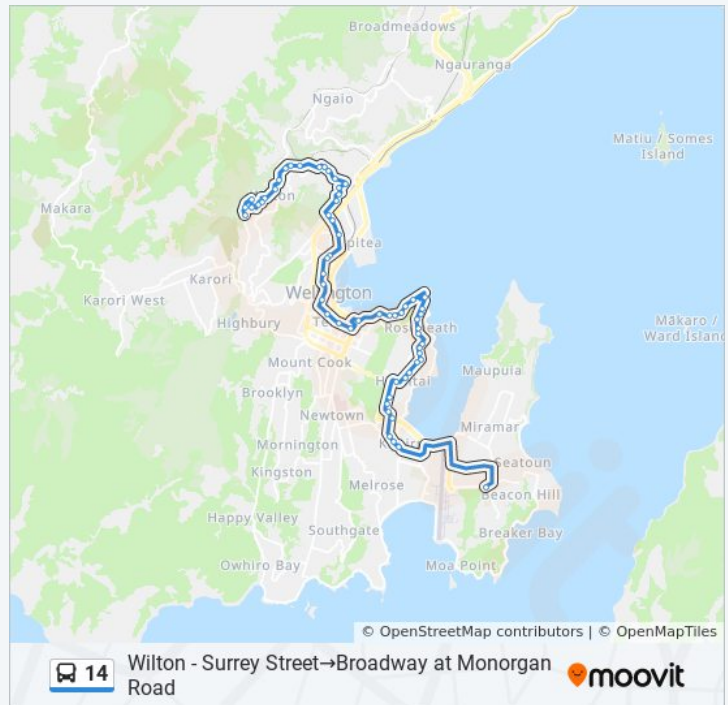 Broadmeadows
Ngauranga
Ngaio
Matiu / Somes
Island
Makara
Karori
Karori West
Wellington
Highbury
Mākaro /
Ward Island
Mount Cook
Maupuia
Brooklyn
Newtown
Miramar
Mornington
Seatoun
Kingston
Melrose
Beacon Hill
Happy Valley
Southgate
Breaker Bay
Owhiro Bay
Moa Point
© OpenStreetMap contributors | © OpenMapTiles
14
Wilton - Surrey Street→Broadway at Monorgan
Road
moovit